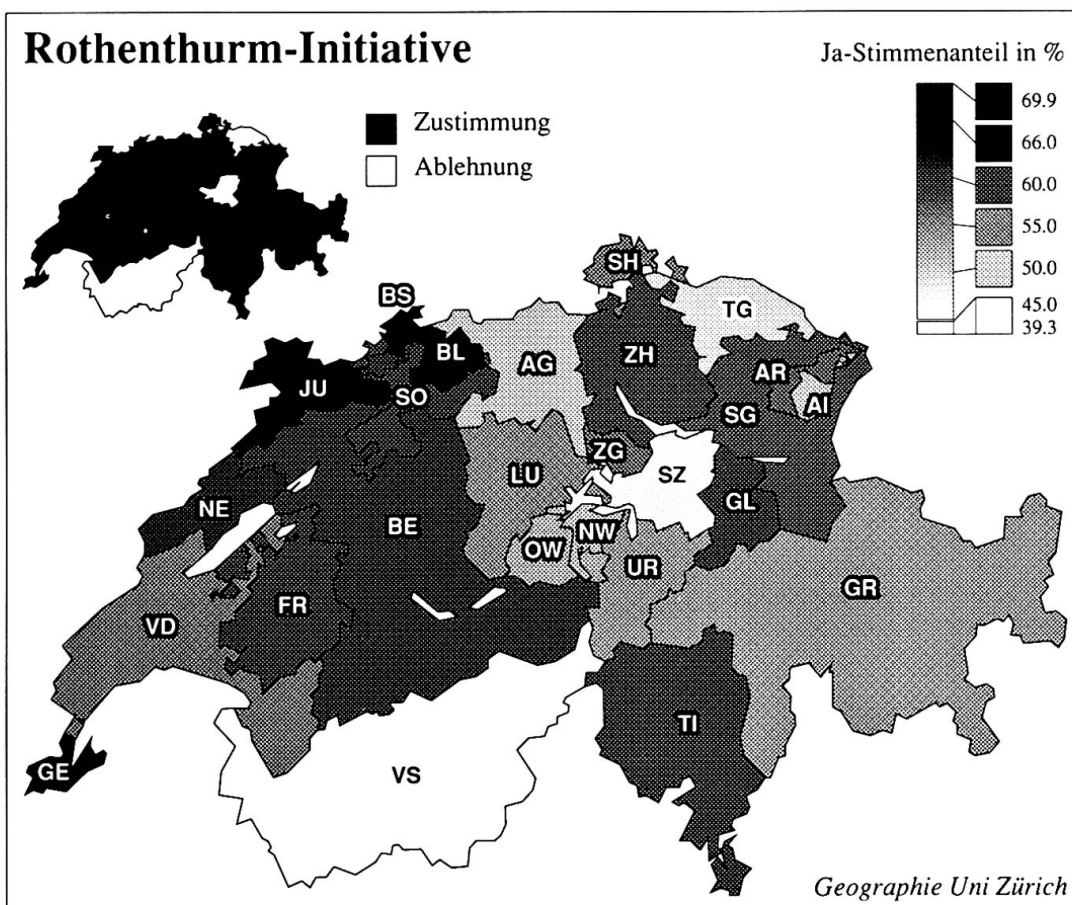 Rothenthurm-Initiative
Ja-Stimmenanteil in %
Zustimmung
Ablehnung
69.9
66.0
60.0
55.0
50.0
45.0
39.3
SH
BS
TG
BL
ZH
AG
JU
AR
SO
AI
SG
ZG
LU
SZ
NE
GL
BE
NW
OW
UR
GR
FR
VD
TI
GE
VS
Geographie Uni Zürich